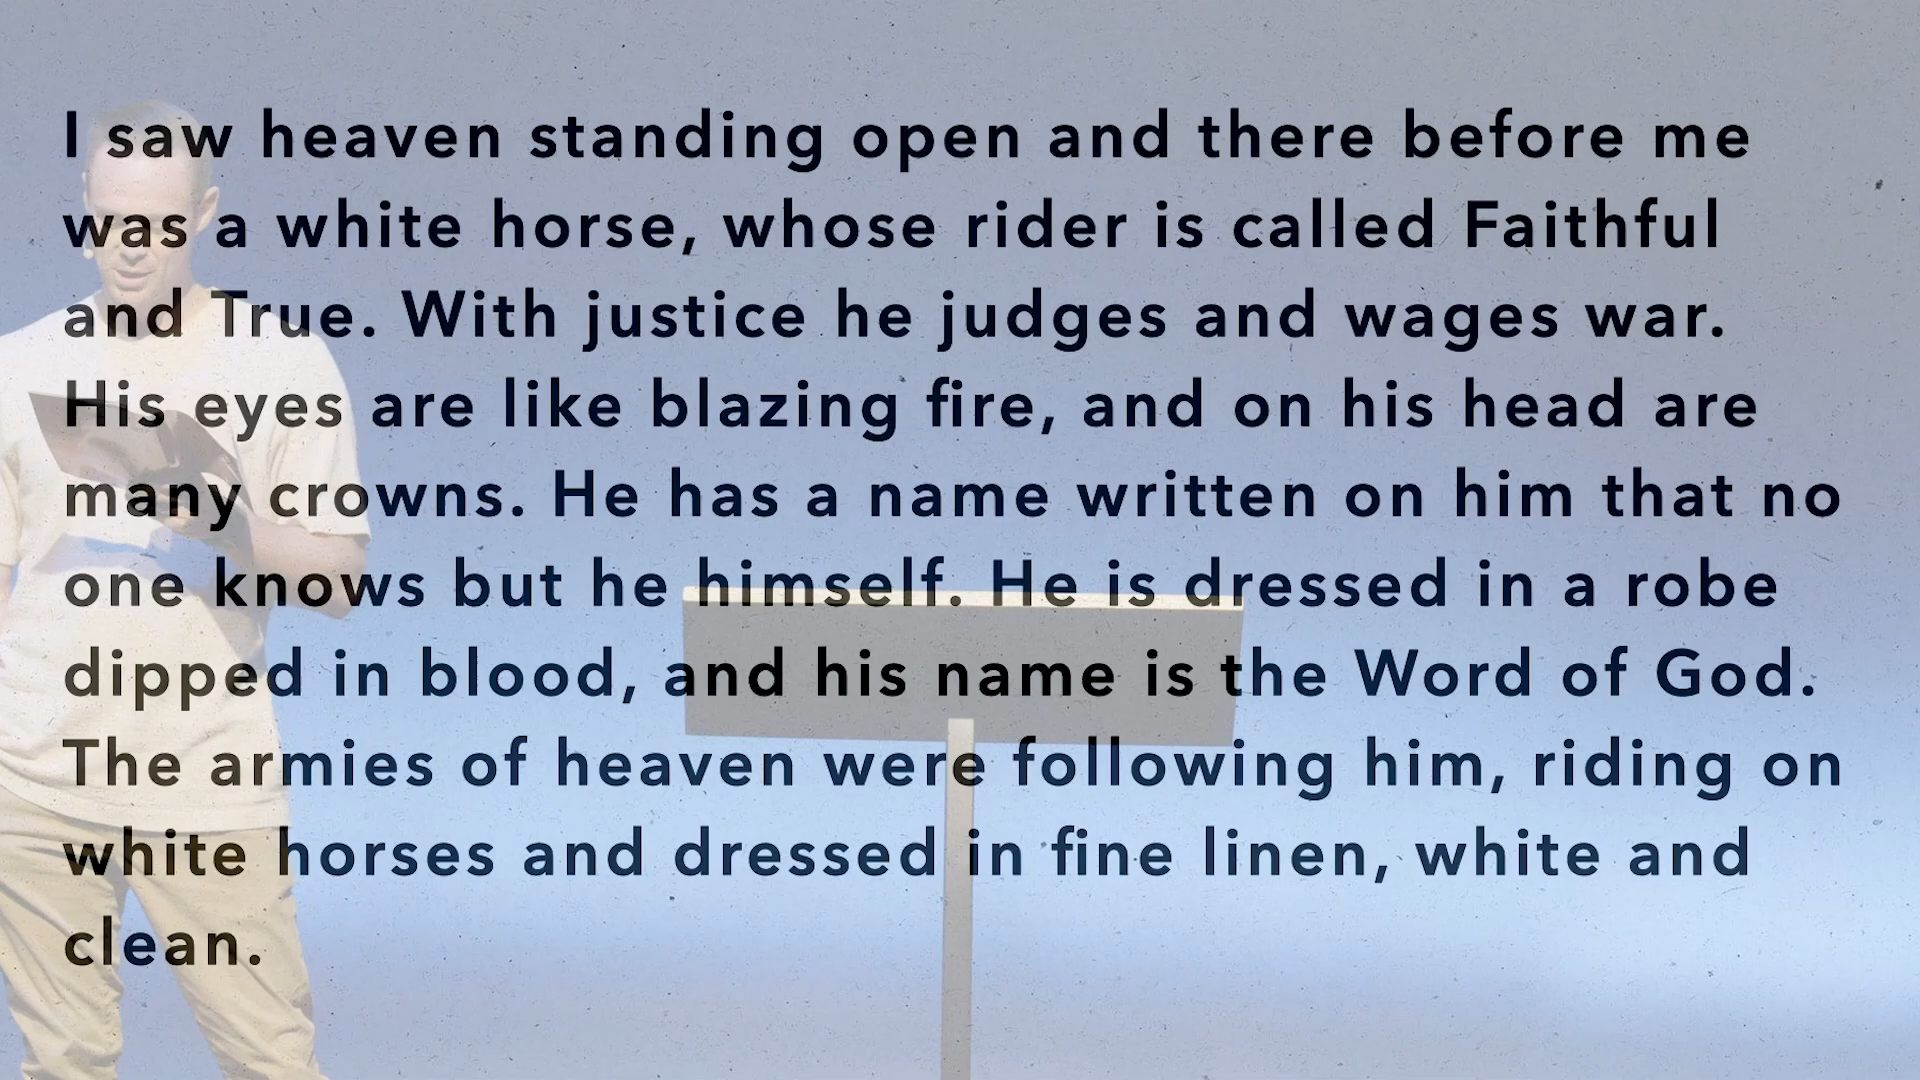 I saw heaven standing open and there before me
was a white horse, whose rider is called Faithful
and True. With justice he judges and wages war.
His eyes are like blazing fire, and on his head are
many crowns. He has a name written on him that no
one knows but he himself. He is dressed in a robe
dipped in blood, and his name is the Word of God.
The armies of heaven were following him, riding on
white horses and dressed in fine linen, white and
clean.